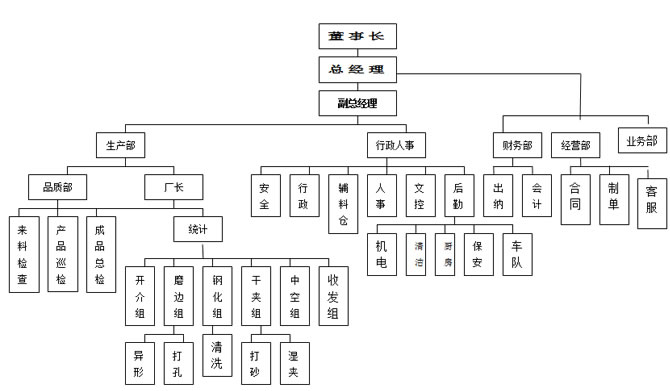 董事长
总经理
副总经理
生产部
行政人事
财务部
经营部
业务部
品质部
厂长
安全
行政
辅料仓
人事
文控
后勤
出纳
会计
合同
制单
客服
来料检查
产品巡检
成品总检
统计
机电
清洁
厨房
保安
车队
开介组
磨边组
钢化组
干夹组
中空组
收发组
异形
打孔
清洗
打砂
湿夹